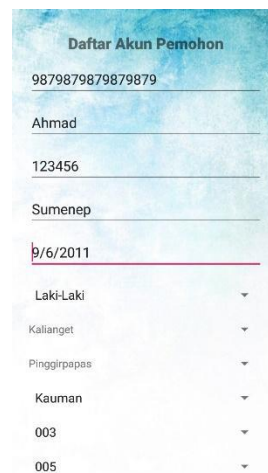 Daftar Akun Pemohon
9879879879879879
Ahmad
123456
Sumenep
9/6/2011
Laki-Laki
Kalianget
Pinggirpapas
Kauman
003
005